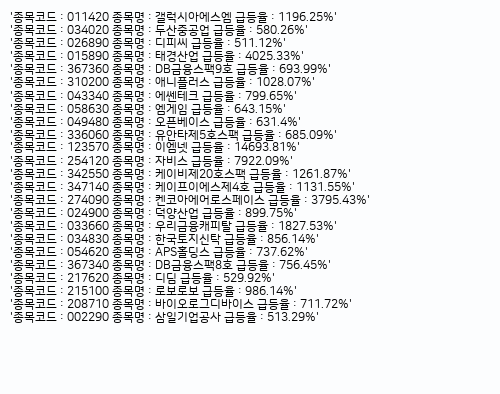 '종목코드 : 011420 종목명 : 갤럭시아에스엠 급등율 : 1196.25%'
'종목코드 : 034020 종목명 : 두산중공업 급등율 : 580.26%'
'종목코드 : 026890 종목명 : 디피씨 급등율 : 511.12%'
'종목코드 : 015890 종목명 : 태경산업 급등율 : 4025.33%'
'종목코드 : 367360 종목명 : DB금융스팩9호 급등율 : 693.99%'
'종목코드 : 310200 종목명 : 애니플러스 급등율 : 1028.07%'
'종목코드 : 043340 종목명 : 에쎈테크 급등율 : 799.65%'
'종목코드 : 058630 종목명 : 엠게임 급등율 : 643.15%'
'종목코드 : 049480 종목명 : 오픈베이스 급등율 : 631.4%'
'종목코드 : 336060 종목명 : 유안타제5호스팩 급등율 : 685.09%'
'종목코드 : 123570 종목명 : 이엠넷 급등율 : 14693.81%'
'종목코드 : 254120 종목명 : 자비스 급등율 : 7922.09%'
'종목코드 : 342550 종목명 : 케이비제20호스팩 급등율 : 1261.87%'
'종목코드 : 347140 종목명 : 케이프이에스제4호 급등율 : 1131.55%'
'종목코드 : 274090 종목명 : 켄코아에어로스페이스 급등율 : 3795.43%'
'종목코드 : 024900 종목명 : 덕양산업 급등율 : 899.75%'
'종목코드 : 033660 종목명 : 우리금융캐피탈 급등율 : 1827.53%'
'종목코드 : 034830 종목명 : 한국토지신탁 급등율 : 856.14%'
'종목코드 : 054620 종목명 : APS홀딩스 급등율 : 737.62%'
'종목코드 : 367340 종목명 : DB금융스팩8호 급등율 : 756.45%'
'종목코드 : 217620 종목명 : 디딤 급등율 : 529.92%'
'종목코드 : 215100 종목명 : 로보로보 급등율 : 986.14%'
'종목코드 : 208710 종목명 : 바이오로그디바이스 급등율 : 711.72%'
'종목코드 : 002290 종목명 : 삼일기업공사 급등율 : 513.29%'